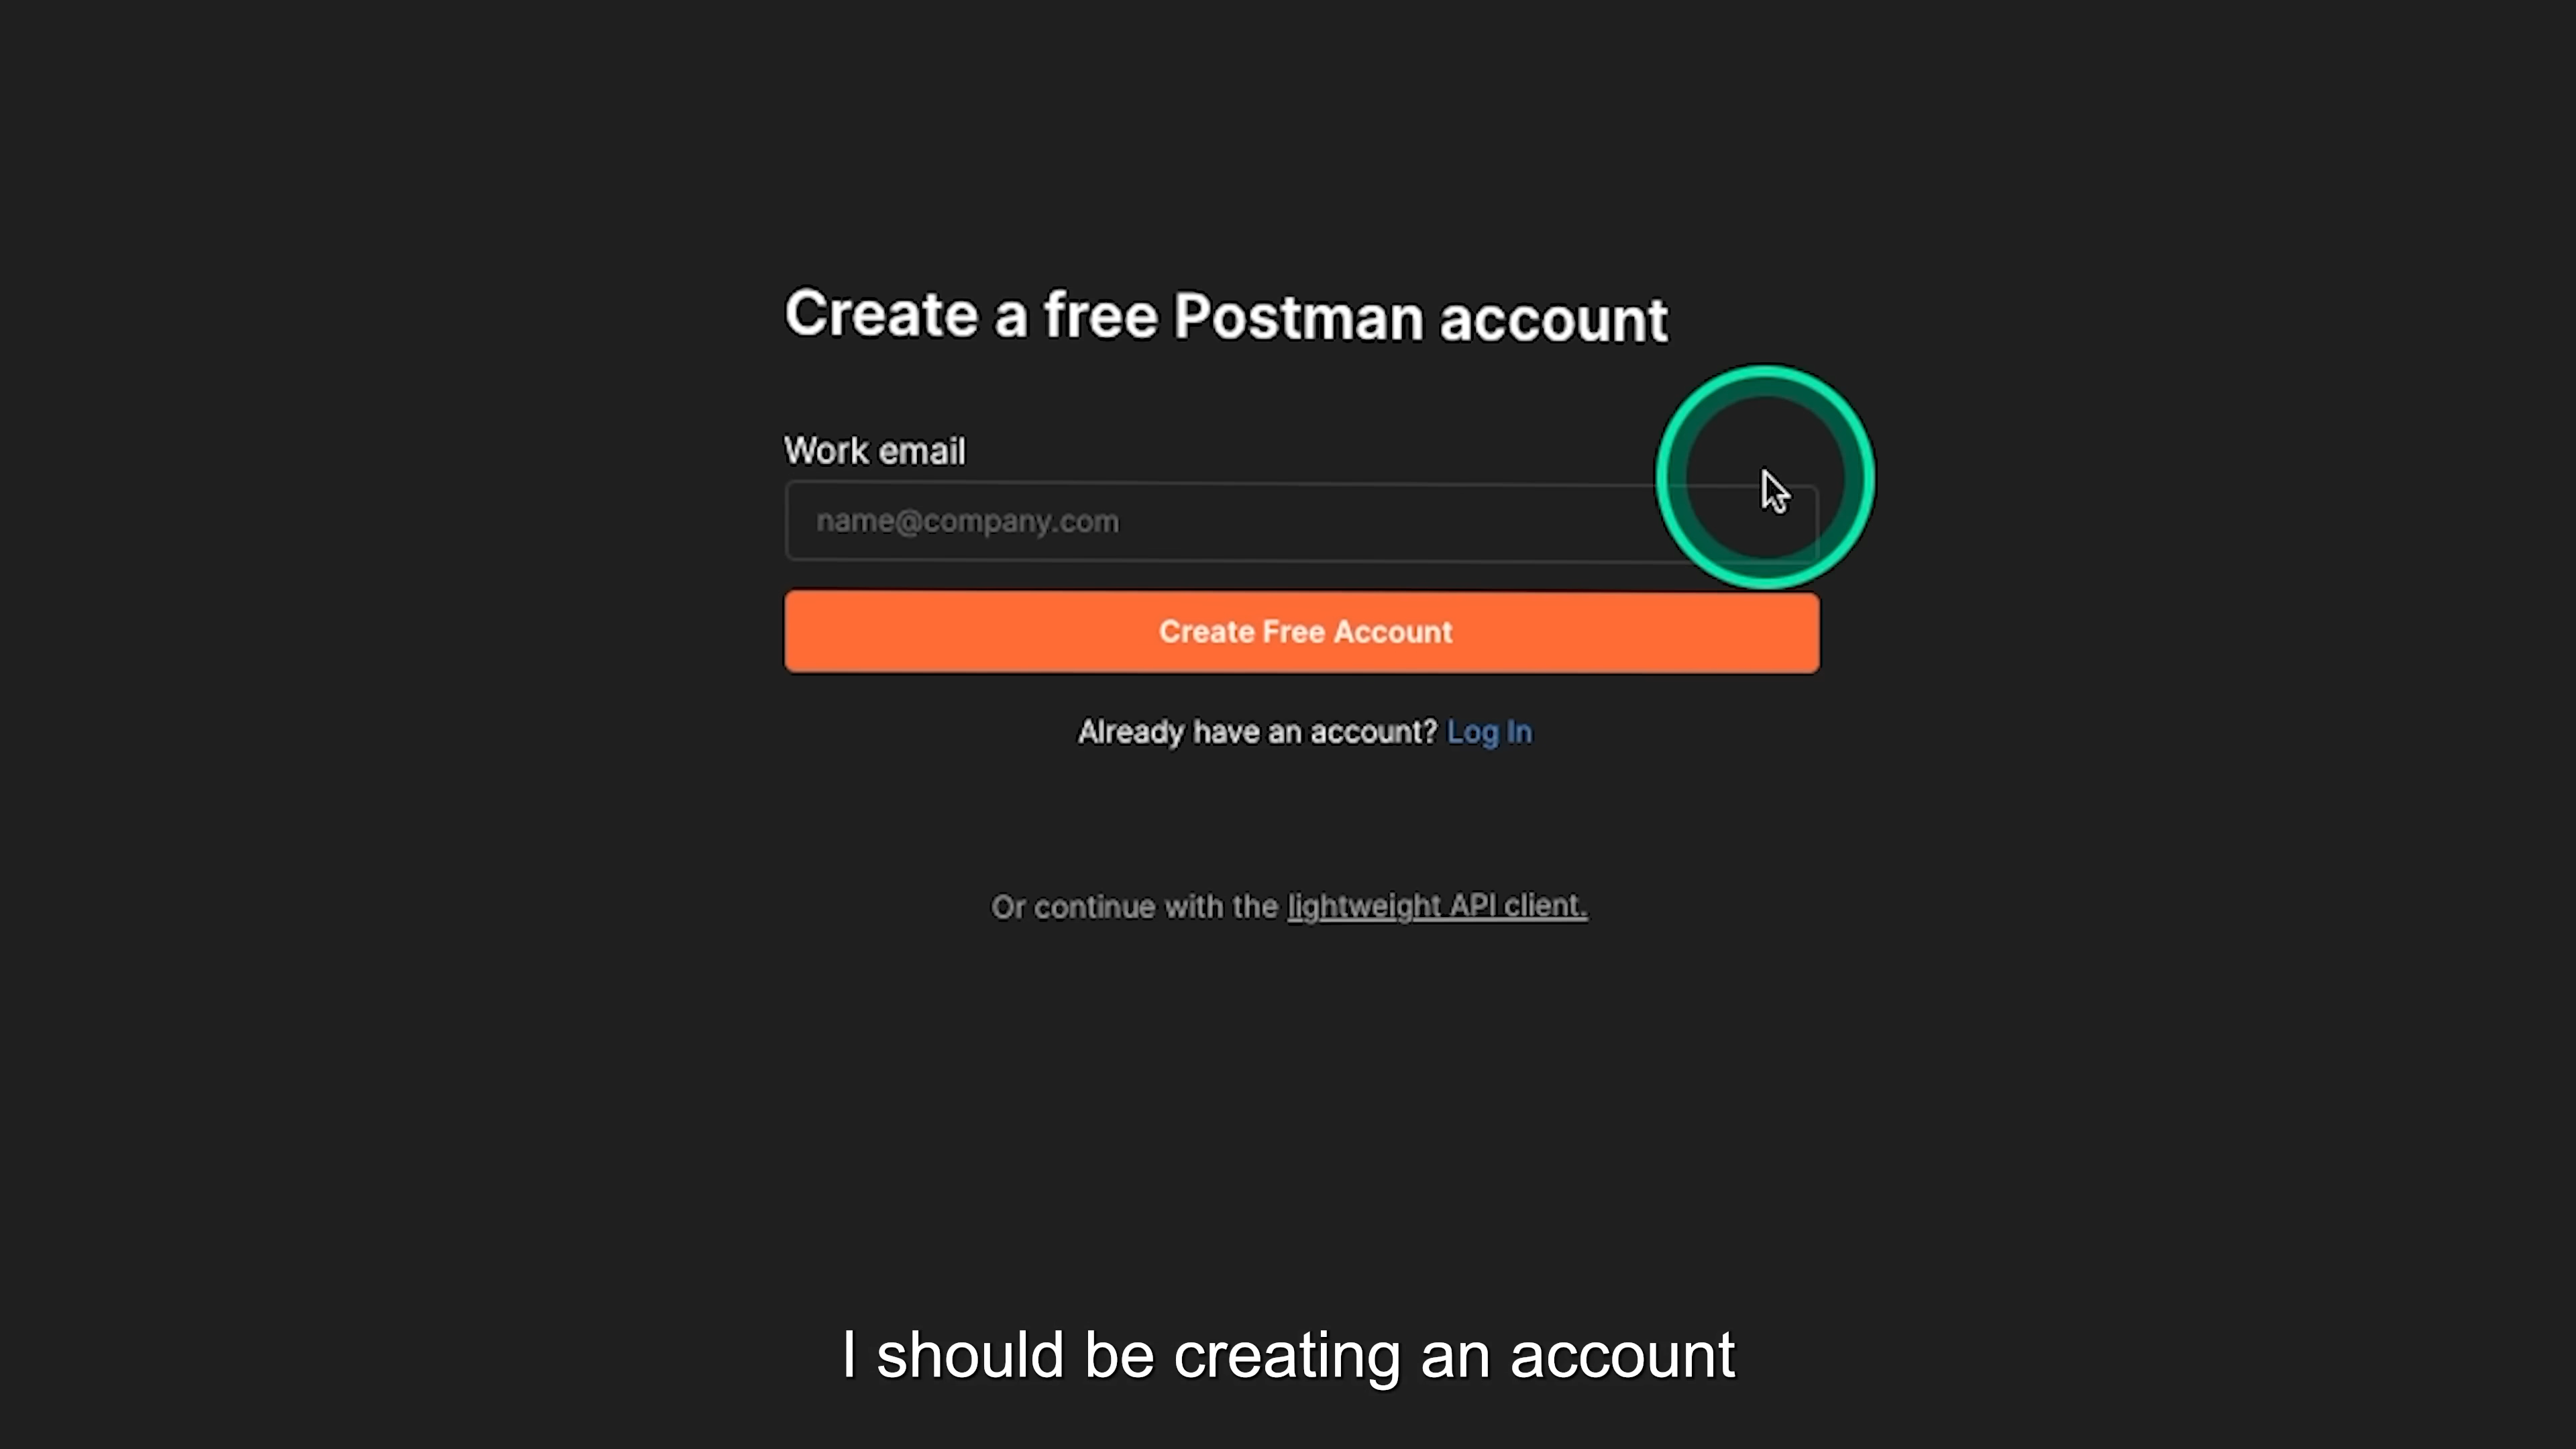 Create a free Postman account
Work email
name@company.com
Create Free Account
Already have an account? Log In
Or continue with the lightweight API client.
I should be creating an account